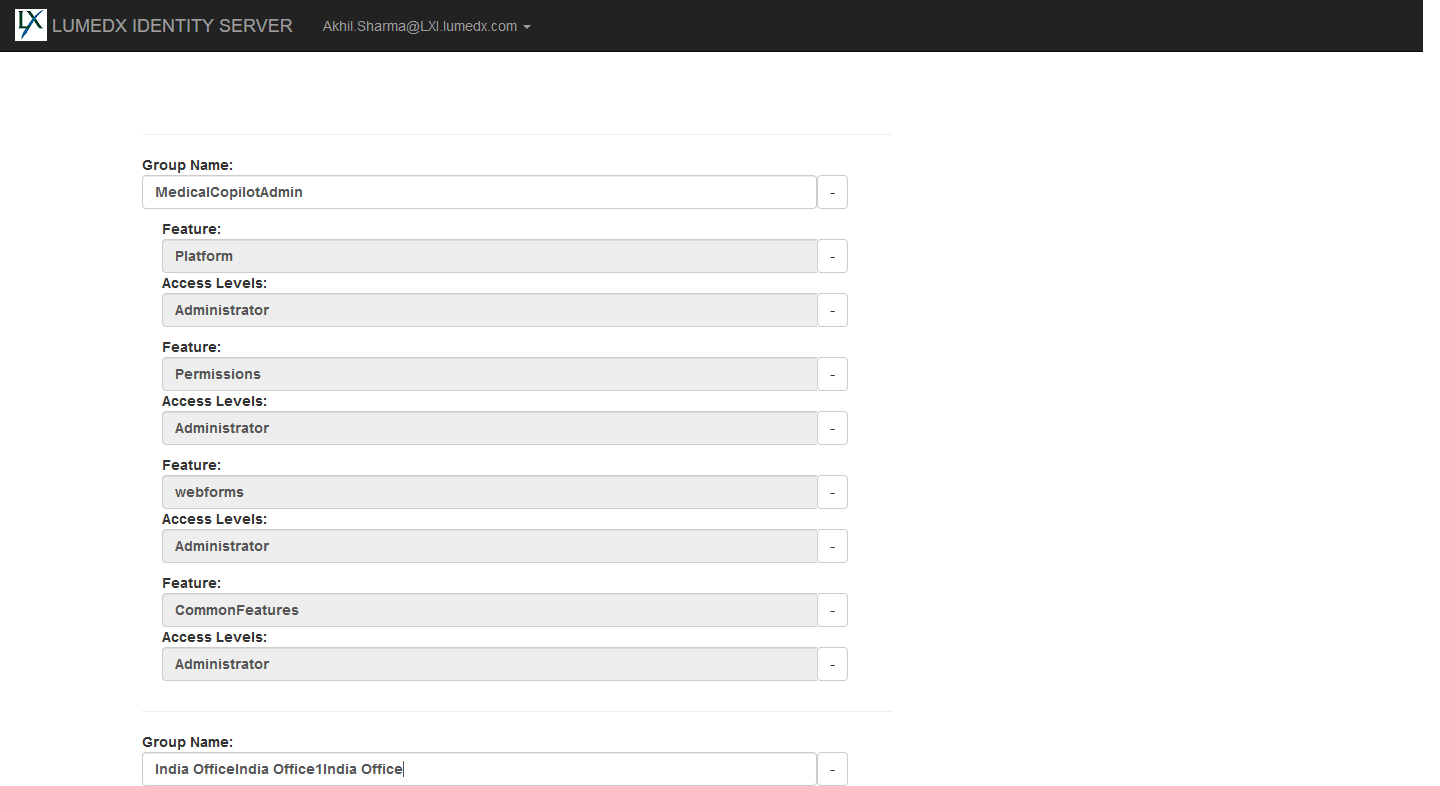 LX LUMEDX IDENTITY SERVER Akhil.Sharma@LXI.lumedx.com
Group Name:
MedicalCopilotAdmin -
Feature:
Platform -
Access Levels:
Administrator -
Feature:
Permissions -
Access Levels:
Administrator -
Feature:
webforms -
Access Levels:
Administrator -
Feature:
CommonFeatures -
Access Levels:
Administrator -
Group Name:
India OfficeIndia Office1India Office -